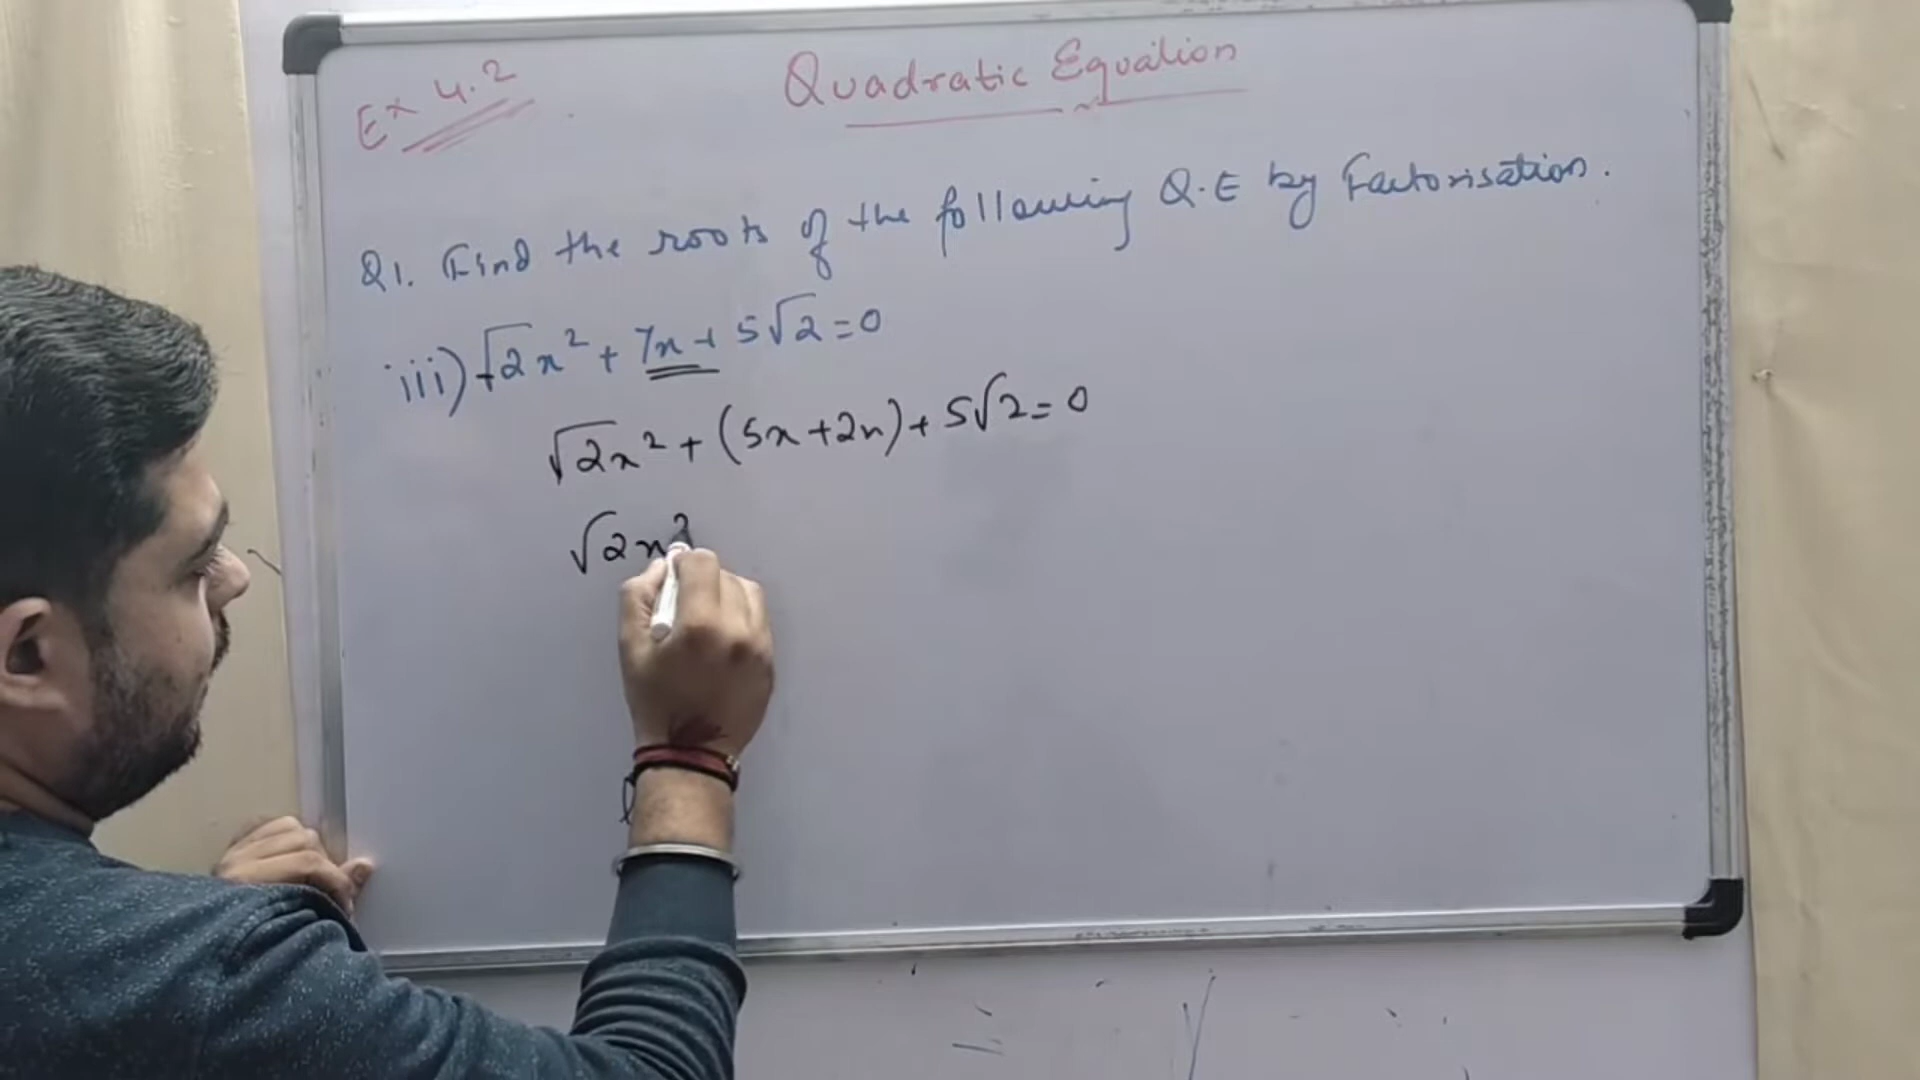 Ex 4.2
Quadratic Equation
Q1. Find the roots of the following Q.E by Factorisation.
iii) √2x² + 7x + 5√2 = 0
√2x² + (5x + 2x) + 5√2 = 0
√2x²